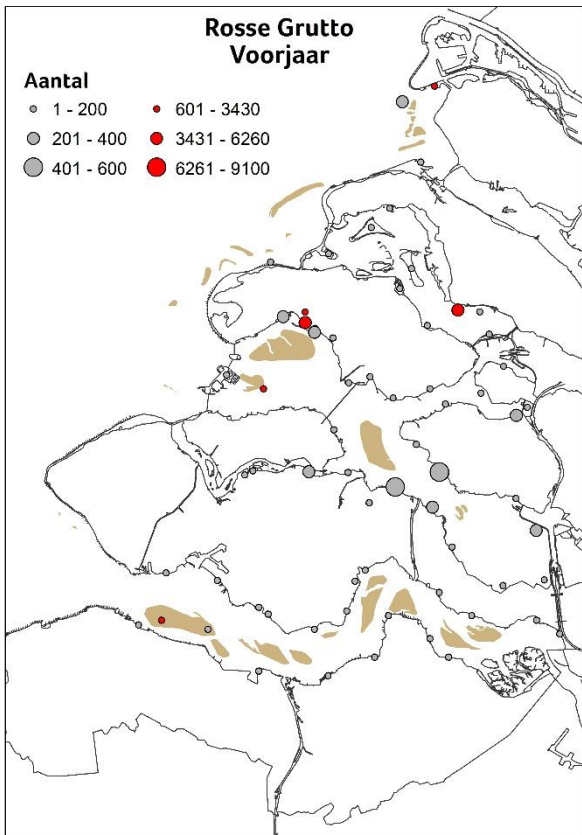 Rosse Grutto
Voorjaar
Aantal
1 - 200
601 - 3430
201 - 400
3431 - 6260
401 - 600
6261 - 9100